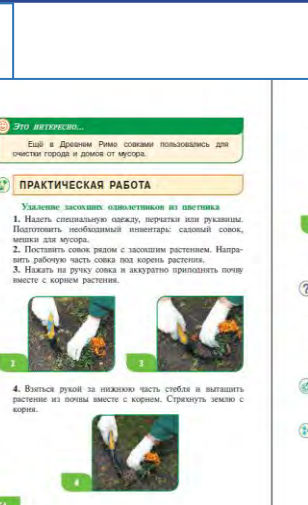 Это интересно...
Ещё в Древнем Риме совками пользовались для
очистки города и домов от мусора.
ПРАКТИЧЕСКАЯ РАБОТА
Удаление засохших однолетников из цветника
1. Надеть специальную одежду, перчатки или рукавицы.
Подготовить необходимый инвентарь: садовый совок,
мешки для мусора.
2. Поставить совок рядом с засохшим растением. Напра-
вить рабочую часть совка под корень растения.
3. Нажать на ручку совка и аккуратно приподнять почву
вместе с корнем растения.
2
3
4. Взяться рукой за нижнюю часть стебля и вытащить
растение из почвы вместе с корнем. Стряхнуть землю с
корня.
4